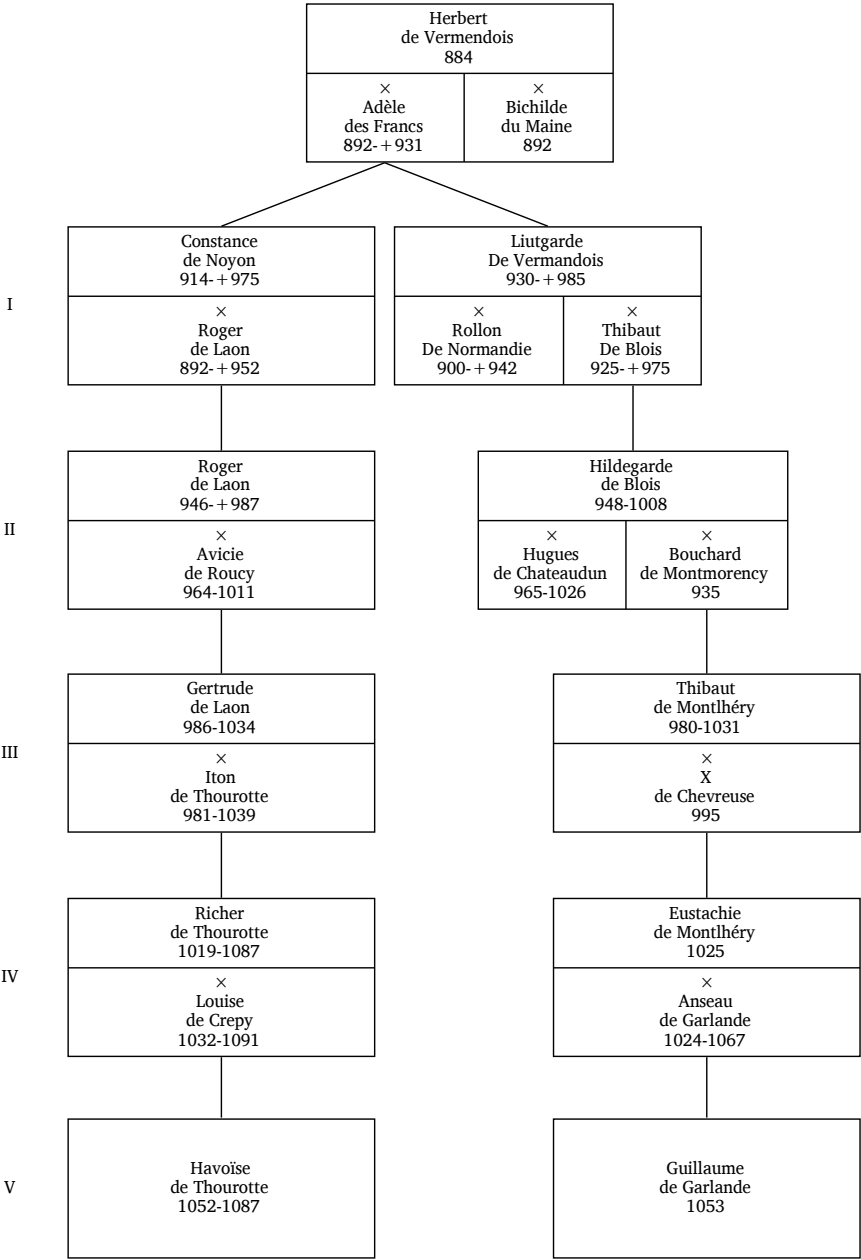 Herbert
de Vermendois
884
×
Adèle
des Francs
892-+931
×
Bichilde
du Maine
892
I
Constance
de Noyon
914-+975
×
Roger
de Laon
892-+952
Liutgarde
De Vermandois
930-+985
×
Rollon
De Normandie
900-+942
×
Thibaut
De Blois
925-+975
II
Roger
de Laon
946-+987
×
Avicie
de Roucy
964-1011
Hildegarde
de Blois
948-1008
×
Hugues
de Chateaudun
965-1026
×
Bouchard
de Montmorency
935
III
Gertrude
de Laon
986-1034
×
Iton
de Thourotte
981-1039
Thibaut
de Montlhéry
980-1031
×
X
de Chevreuse
995
IV
Richer
de Thourotte
1019-1087
×
Louise
de Crepy
1032-1091
Eustachie
de Montlhéry
1025
×
Anseau
de Garlande
1024-1067
V
Havoïse
de Thourotte
1052-1087
Guillaume
de Garlande
1053